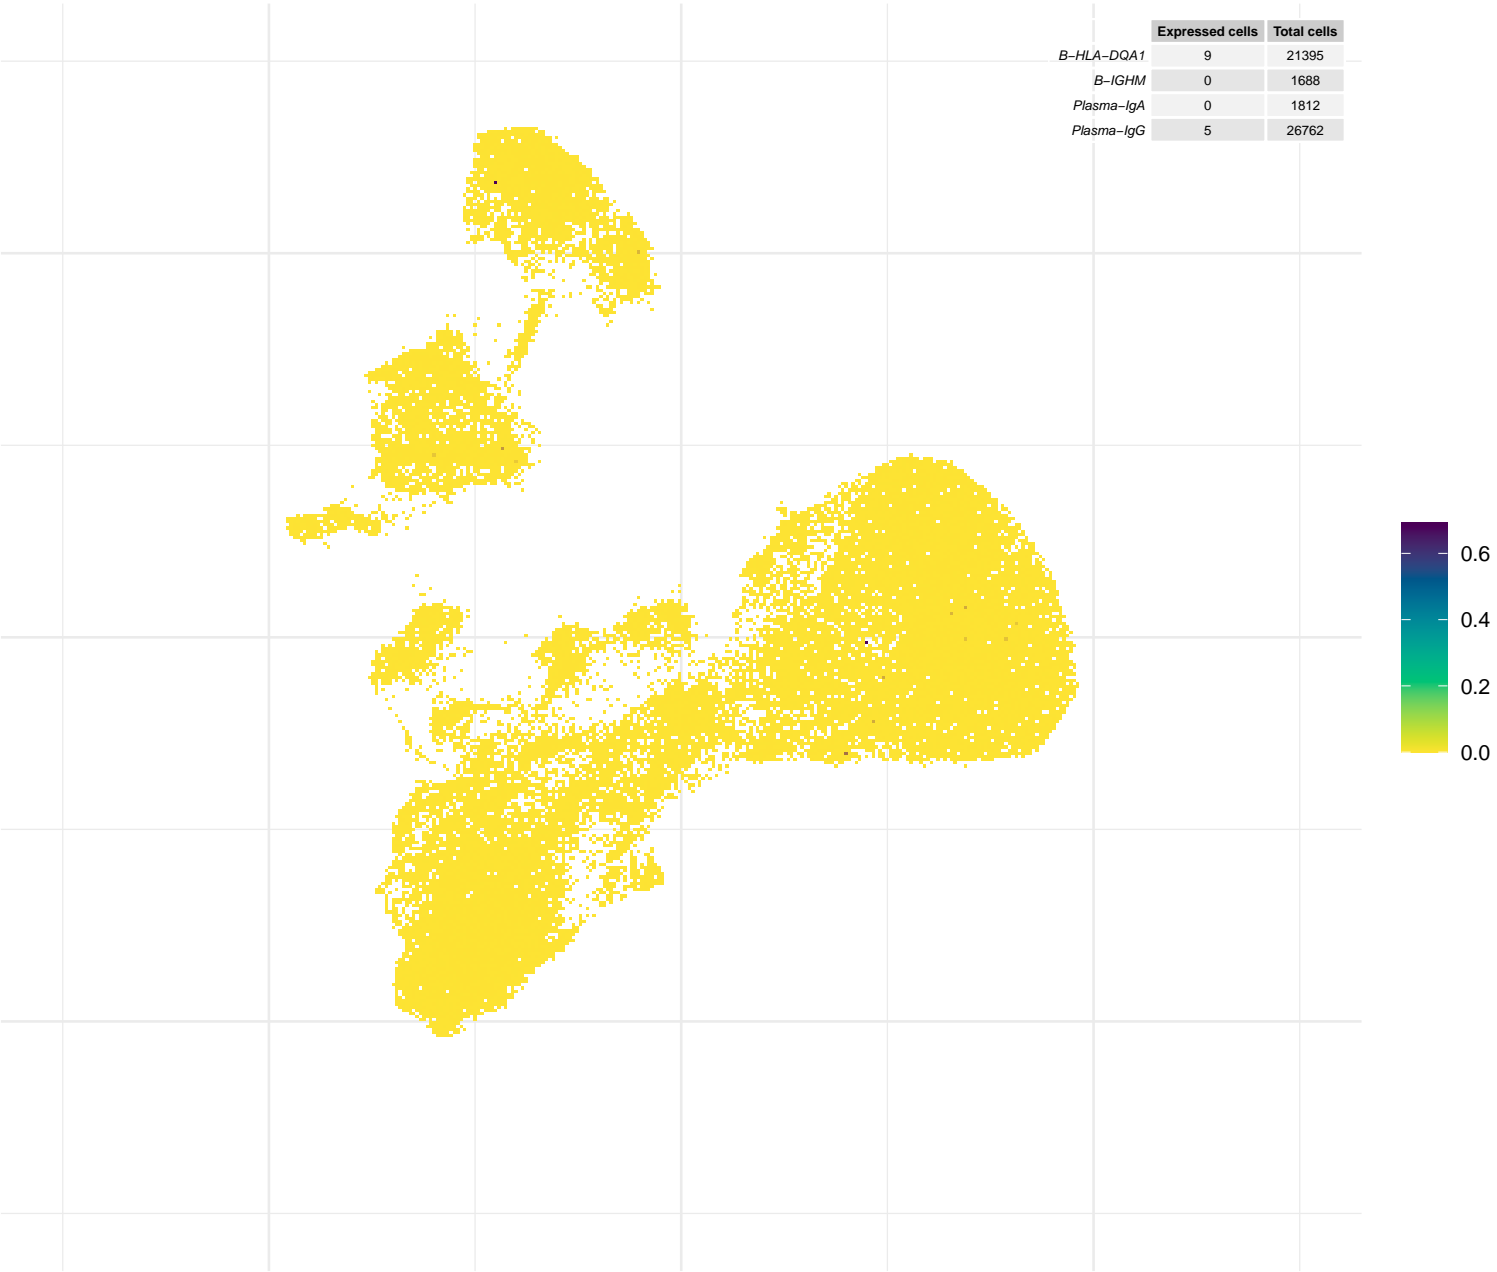 Expressed cells Total cells
B−HLA−DQA1 9 21395
B−IGHM 0 1688
Plasma−IgA 0 1812
Plasma−IgG 5 26762
0.6
0.4
0.2
0.0